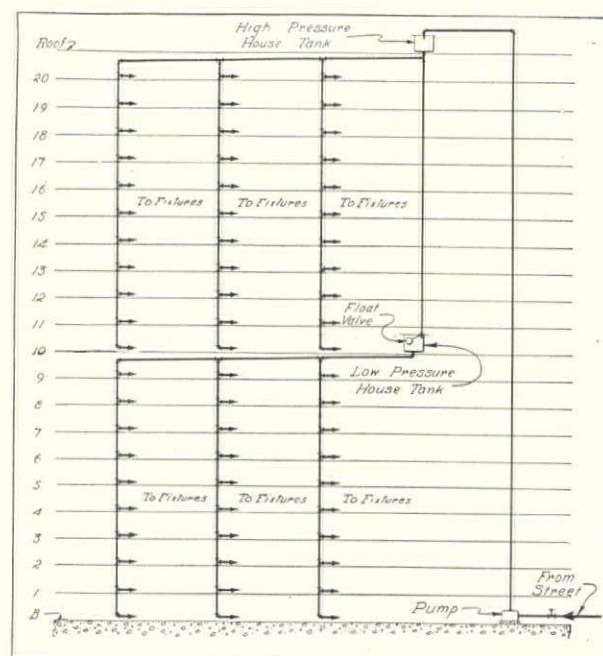 High Pressure
House Tank
Roof
20
19
18
17
16
To Fixtures To Fixtures To Fixtures
15
14
13
12
11
Float
Valve
10
9
Low Pressure
House Tank
8
7
6
5
To Fixtures To Fixtures To Fixtures
4
3
2
1
From
Street
B
Pump